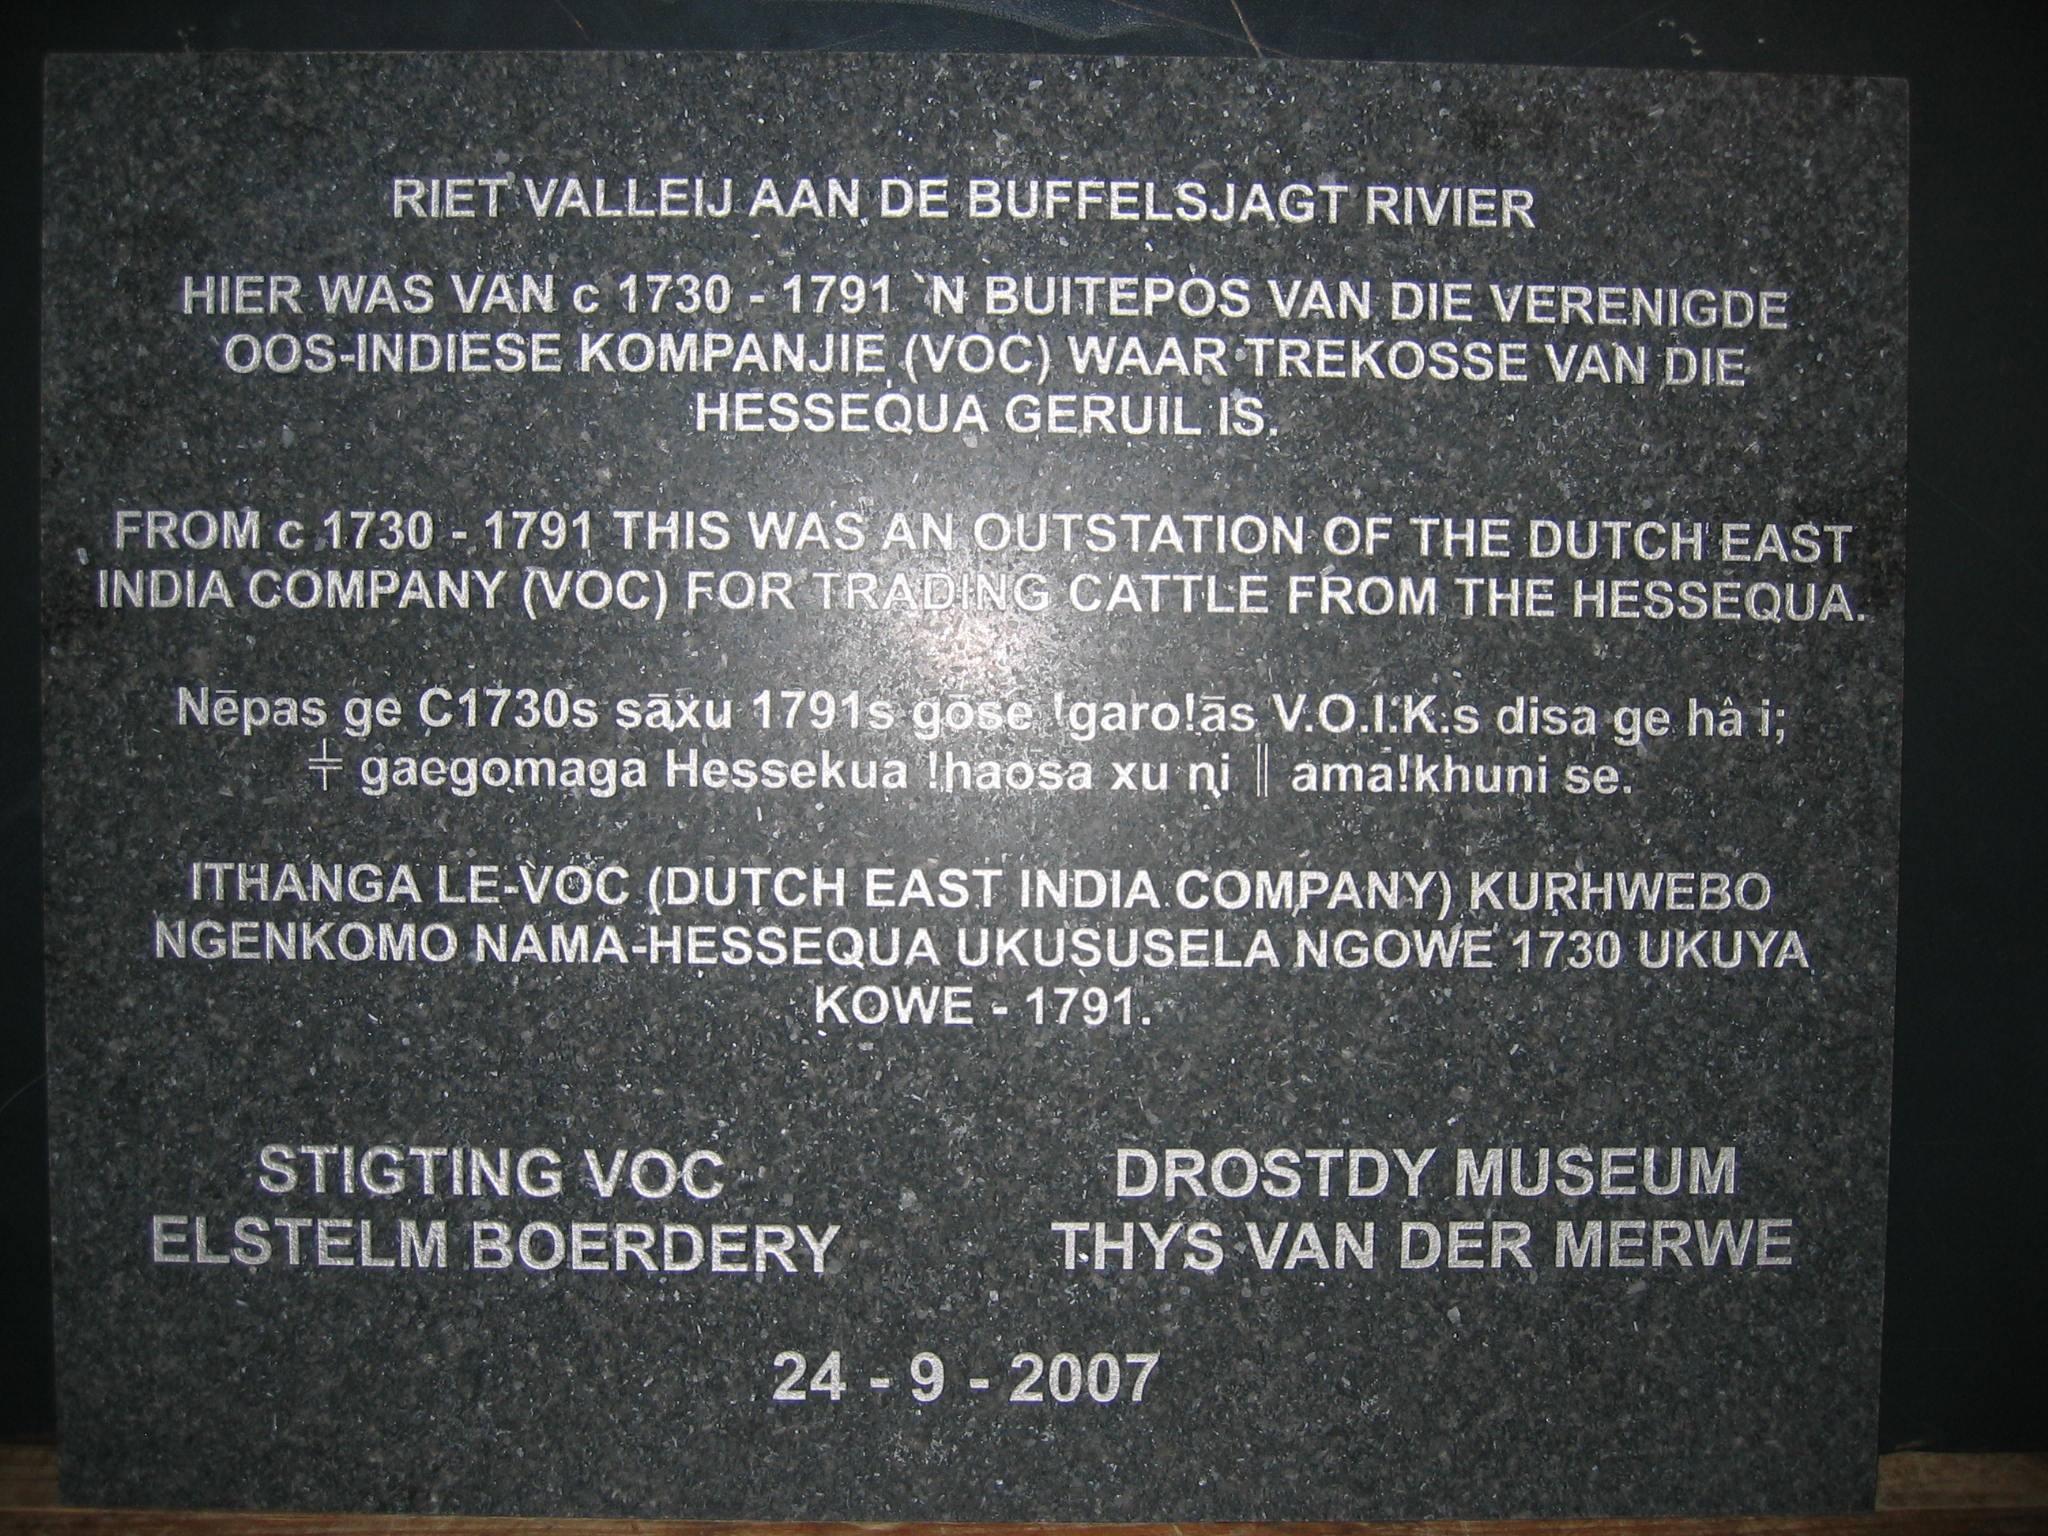 RIET VALLEIJ AAN DE BUFFELSJAGT RIVIER
HIER WAS VAN c 1730 - 1791 `N BUITEPOS VAN DIE VERENIGDE
OOS-INDIESE KOMPANJIE (VOC) WAAR TREKOSSE VAN DIE
HESSEQUA GERUIL IS.
FROM c 1730 - 1791 THIS WAS AN OUTSTATION OF THE DUTCH EAST
INDIA COMPANY (VOC) FOR TRADING CATTLE FROM THE HESSEQUA.
Nēpas ge C1730s sāxu 1791s gōse !garo!ās V.O.I.K.s disa ge hâ i;
ǂ gaegomaga Hessekua !haosa xu ni ‖ ama!khuni se.
ITHANGA LE-VOC (DUTCH EAST INDIA COMPANY) KURHWEBO
NGENKOMO NAMA-HESSEQUA UKUSUSELA NGOWE 1730 UKUYA
KOWE - 1791.
STIGTING VOC
ELSTELM BOERDERY
DROSTDY MUSEUM
THYS VAN DER MERWE
24 - 9 - 2007